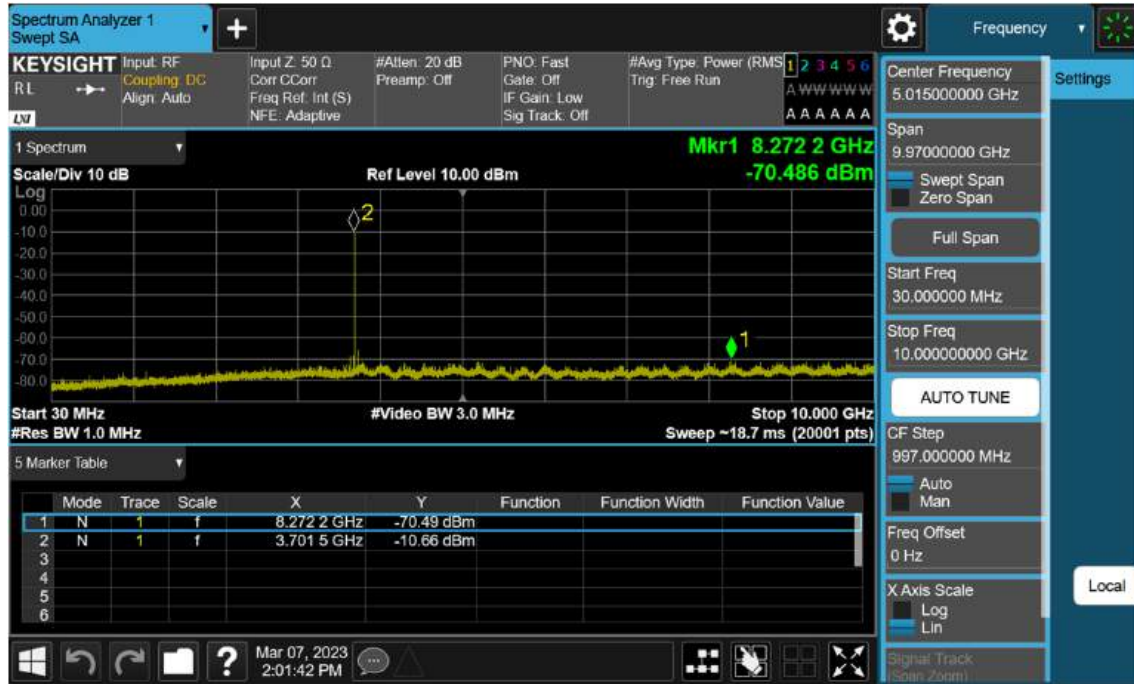 Spectrum Analyzer 1
Swept SA
+
Frequency
KEYSIGHT
RL
LXI
Input: RF
Coupling: DC
Align: Auto
Input Z: 50 Ω
Corr CCorr
Freq Ref: Int (S)
NFE: Adaptive
#Atten: 20 dB
Preamp: Off
PNO: Fast
Gate: Off
IF Gain: Low
Sig Track: Off
#Avg Type: Power (RMS
Trig: Free Run
1 2 3 4 5 6
A W W W W W
A A A A A A
1 Spectrum
Scale/Div 10 dB
Ref Level 10.00 dBm
Mkr1 8.272 2 GHz
-70.486 dBm
Log
0.00
-10.0
-20.0
-30.0
-40.0
-50.0
-60.0
-70.0
-80.0
2
1
Start 30 MHz
#Video BW 3.0 MHz
Stop 10.000 GHz
#Res BW 1.0 MHz
Sweep ~18.7 ms (20001 pts)
5 Marker Table
Mode Trace Scale X Y Function Function Width Function Value
1 N 1 f 8.272 2 GHz -70.49 dBm
2 N 1 f 3.701 5 GHz -10.66 dBm
3
4
5
6
?
Mar 07, 2023
2:01:42 PM
Center Frequency
5.015000000 GHz
Span
9.97000000 GHz
Swept Span
Zero Span
Full Span
Start Freq
30.000000 MHz
Stop Freq
10.000000000 GHz
AUTO TUNE
CF Step
997.000000 MHz
Auto
Man
Freq Offset
0 Hz
X Axis Scale
Log
Lin
Signal Track
(Span Zoom)
Settings
Local